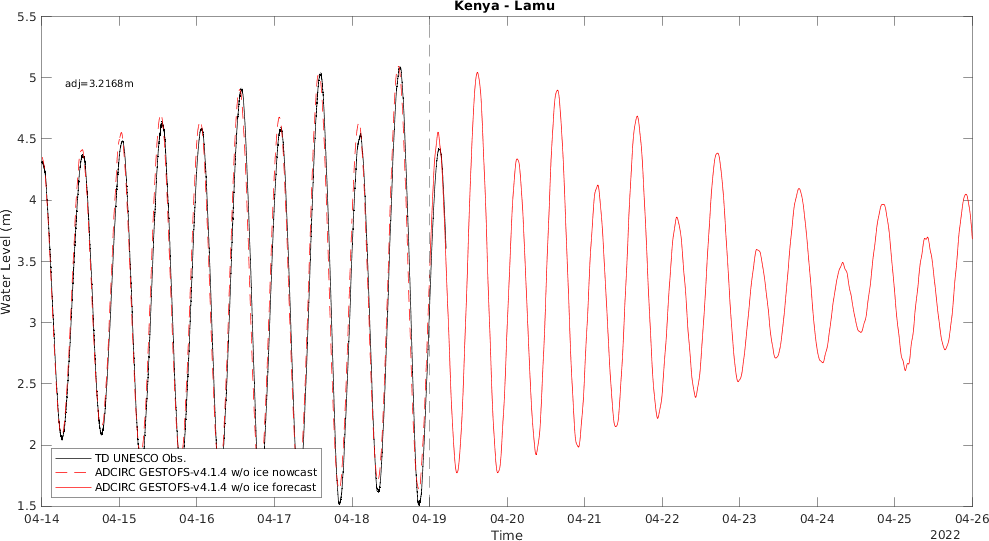 Kenya - Lamu
5.5
5
4.5
4
3.5
3
2.5
2
1.5
Water Level (m)
adj=3.2168m
TD UNESCO Obs.
ADCIRC GESTOFS-v4.1.4 w/o ice nowcast
ADCIRC GESTOFS-v4.1.4 w/o ice forecast
04-14 04-15 04-16 04-17 04-18 04-19 04-20 04-21 04-22 04-23 04-24 04-25 04-26
Time
2022